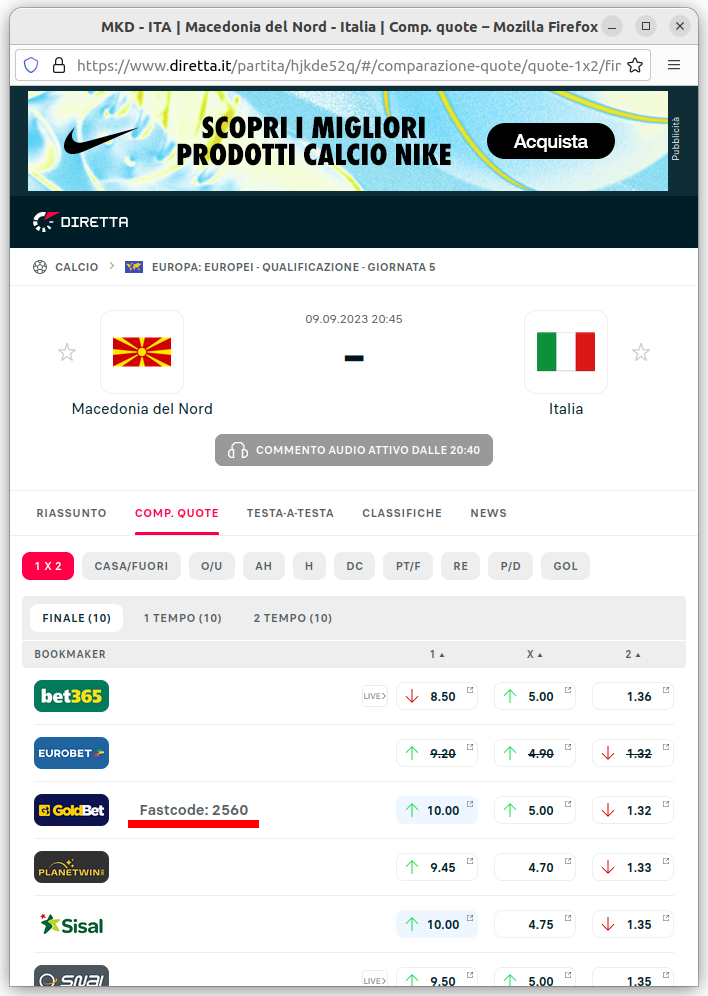 MKD - ITA | Macedonia del Nord - Italia | Comp. quote – Mozilla Firefox
https://www.diretta.it/partita/hjkde52q/#/comparazione-quote/quote-1x2/fir
SCOPRI I MIGLIORI
PRODOTTI CALCIO NIKE
Acquista
Pubblicità
DIRETTA
CALCIO > EUROPA: EUROPEI - QUALIFICAZIONE - GIORNATA 5
09.09.2023 20:45
–
Macedonia del Nord
Italia
COMMENTO AUDIO ATTIVO DALLE 20:40
RIASSUNTO COMP. QUOTE TESTA-A-TESTA CLASSIFICHE NEWS
1 X 2 CASA/FUORI O/U AH H DC PT/F RE P/D GOL
FINALE (10) 1 TEMPO (10) 2 TEMPO (10)
BOOKMAKER 1 X 2
bet365 LIVE> 8.50 5.00 1.36
EUROBET 9.20 4.90 1.32
GoldBet Fastcode: 2560 10.00 5.00 1.32
PLANETWIN 9.45 4.70 1.33
Sisal 10.00 4.75 1.35
SNAI LIVE> 9.50 5.00 1.35